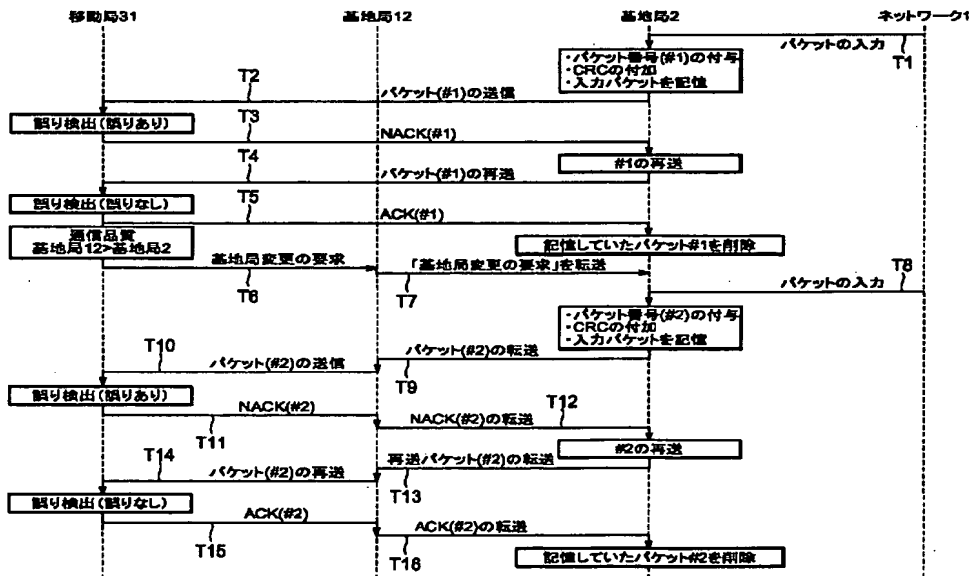 移動局31
基地局12
基地局2
ネットワーク1
パケットの入力
T1
・パケット番号(#1)の付与
・CRCの付加
・入力パケットを記憶
T2
パケット(#1)の送信
誤り検出(誤りあり)
T3
NACK(#1)
#1の再送
T4
パケット(#1)の再送
誤り検出(誤りなし)
T5
ACK(#1)
通信品質
基地局12>基地局2
記憶していたパケット#1を削除
基地局変更の要求
T6
「基地局変更の要求」を転送
T7
T8
パケットの入力
・パケット番号(#2)の付与
・CRCの付加
・入力パケットを記憶
T10
パケット(#2)の送信
パケット(#2)の転送
T9
誤り検出(誤りあり)
NACK(#2)
T11
NACK(#2)の転送
T12
#2の再送
T14
パケット(#2)の再送
再送パケット(#2)の転送
T13
誤り検出(誤りなし)
ACK(#2)
T15
ACK(#2)の転送
T16
記憶していたパケット#2を削除